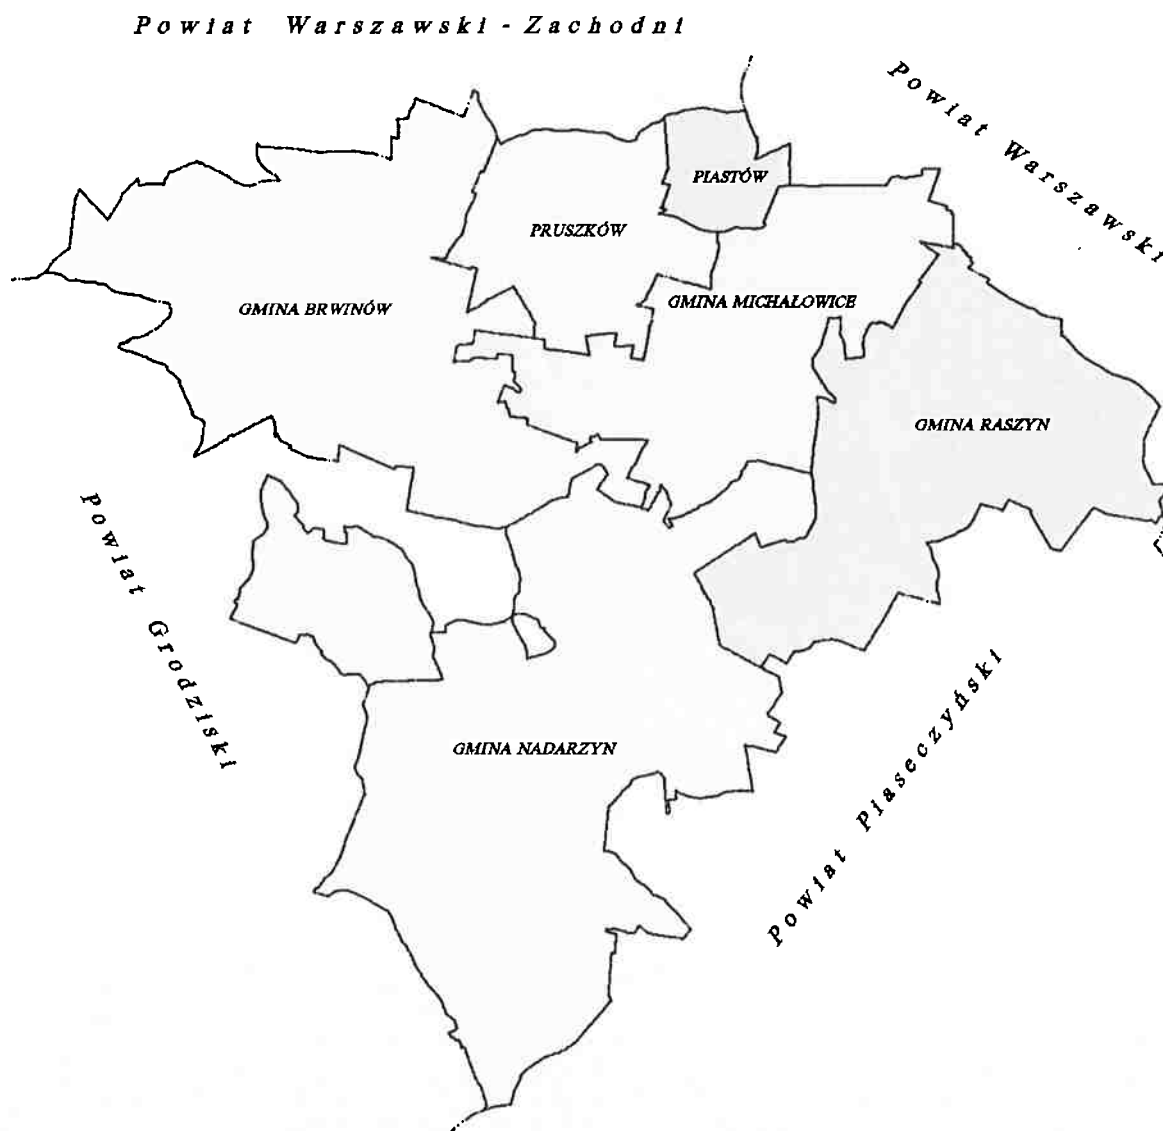 Powiat Warszawski - Zachodni
Powiat Warszawski
PIASTÓW
PRUSZKÓW
GMINA BRWINÓW
GMINA MICHAŁOWICE
GMINA RASZYN
Powiat Grodziski
GMINA NADARZYN
Powiat Piaseczyński